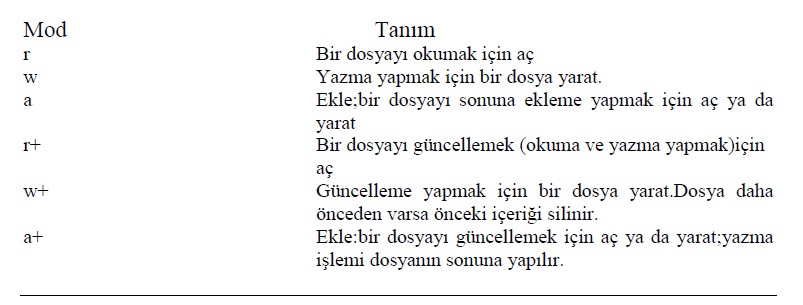 Mod Tanım
r Bir dosyayı okumak için aç
w Yazma yapmak için bir dosya yarat.
a Ekle;bir dosyayı sonuna ekleme yapmak için aç ya da
yarat
r+ Bir dosyayı güncellemek (okuma ve yazma yapmak)için
aç
w+ Güncelleme yapmak için bir dosya yarat.Dosya daha
önceden varsa önceki içeriği silinir.
a+ Ekle:bir dosyayı güncellemek için aç ya da yarat;yazma
işlemi dosyanın sonuna yapılır.